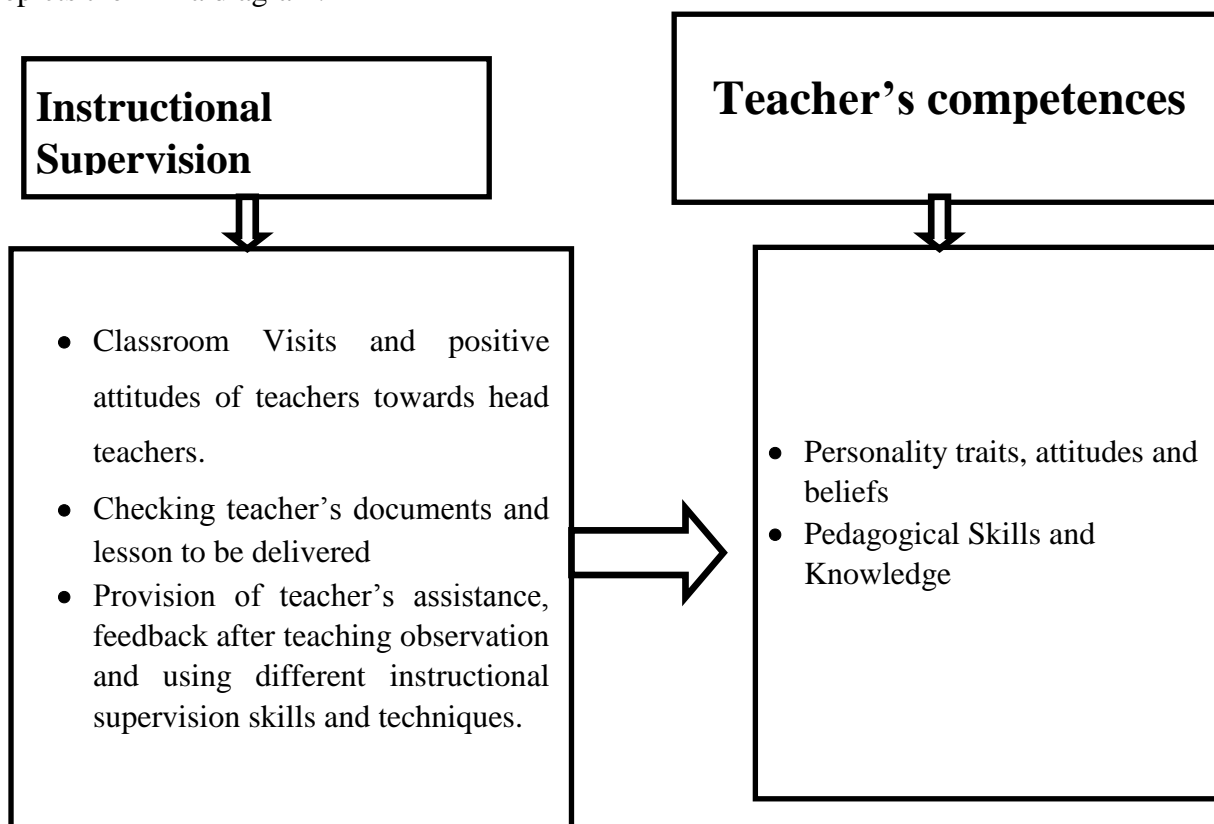 Instructional
Supervision
Teacher's competences
• Classroom Visits and positive
attitudes of teachers towards head
teachers.
• Checking teacher's documents and
lesson to be delivered
• Provision of teacher's assistance,
feedback after teaching observation
and using different instructional
supervision skills and techniques.
• Personality traits, attitudes and
beliefs
• Pedagogical Skills and
Knowledge